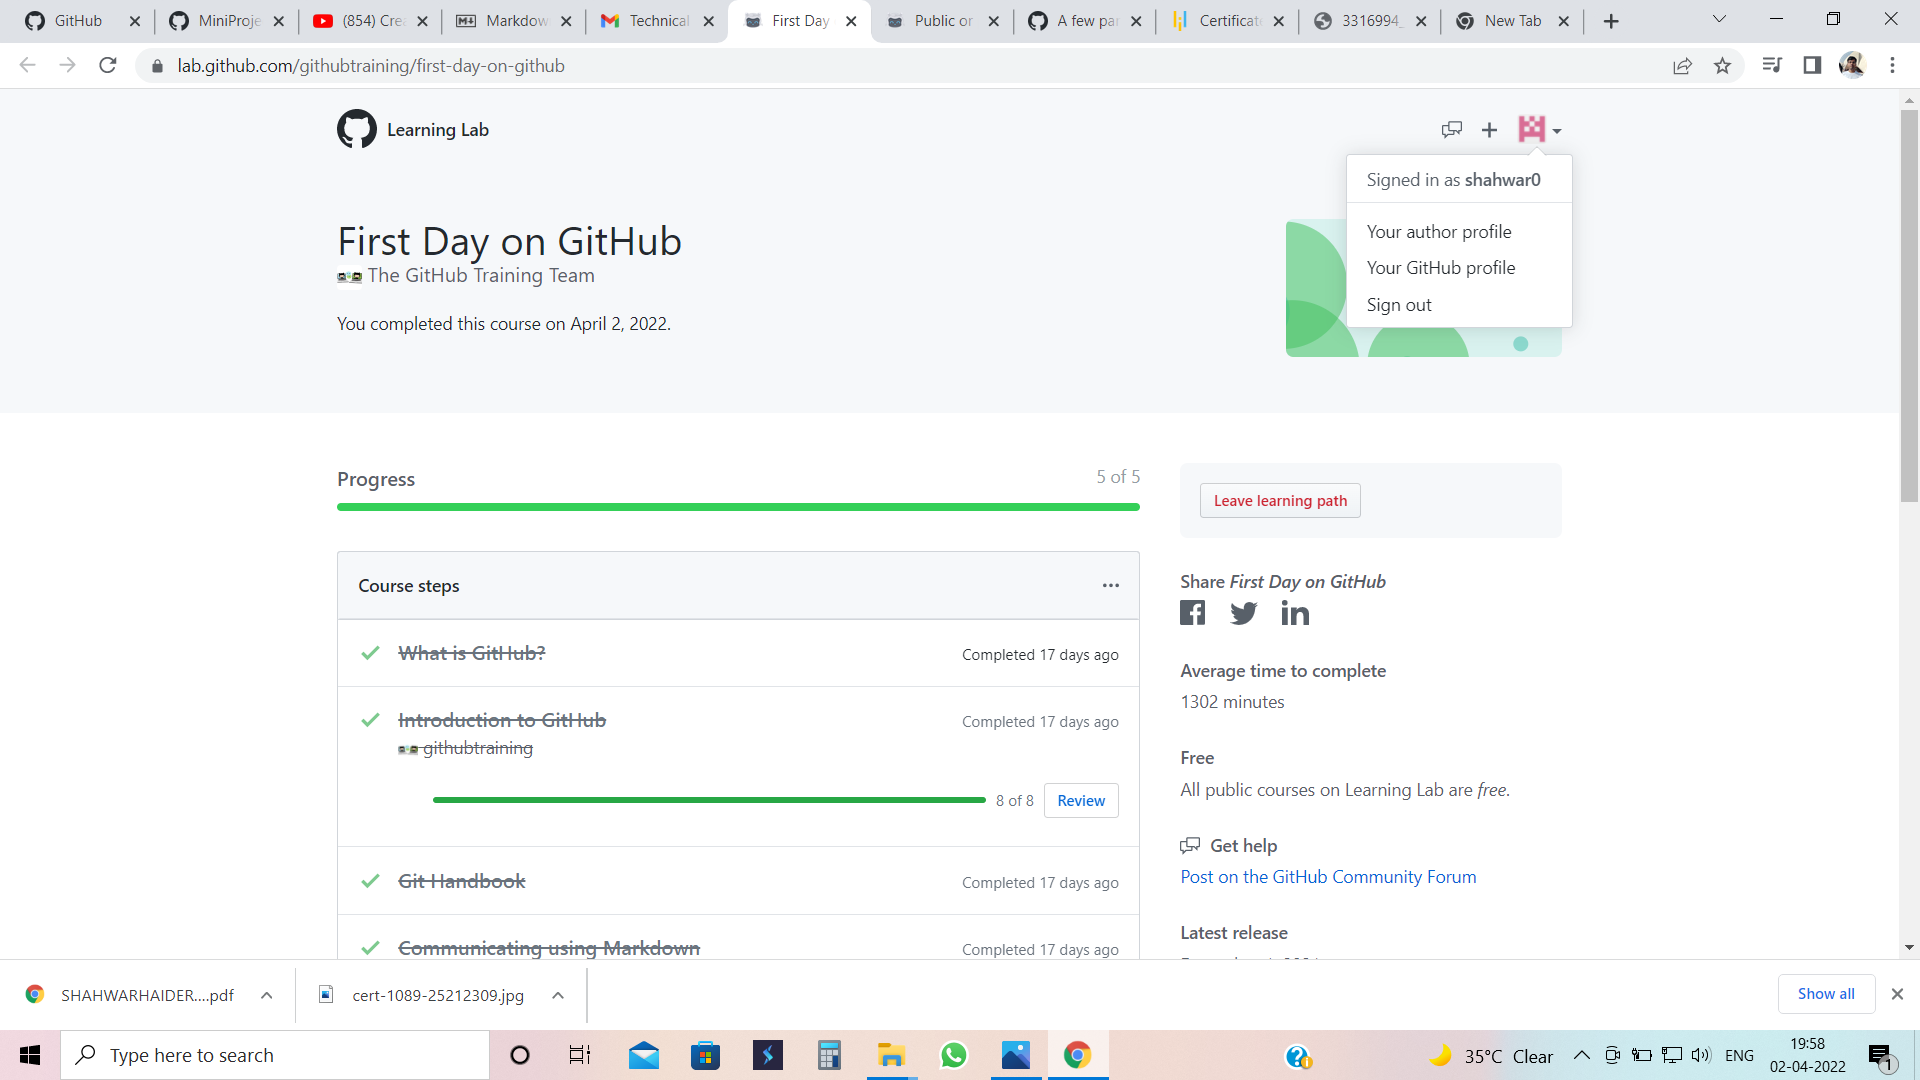 GitHub
MiniProje
(854) Cre
Markdow
Technical
First Day
Public or
A few par
Certificat
3316994_
New Tab
lab.github.com/githubtraining/first-day-on-github
Learning Lab
Signed in as shahwar0
Your author profile
Your GitHub profile
Sign out
First Day on GitHub
The GitHub Training Team
You completed this course on April 2, 2022.
Progress
5 of 5
Leave learning path
Course steps
What is GitHub?
Completed 17 days ago
Introduction to GitHub
Completed 17 days ago
githubtraining
8 of 8
Review
Git Handbook
Completed 17 days ago
Communicating using Markdown
Completed 17 days ago
Share First Day on GitHub
Average time to complete
1302 minutes
Free
All public courses on Learning Lab are free.
Get help
Post on the GitHub Community Forum
Latest release
SHAHWARHAIDER....pdf
cert-1089-25212309.jpg
Show all
Type here to search
35°C Clear
ENG
19:58
02-04-2022
1